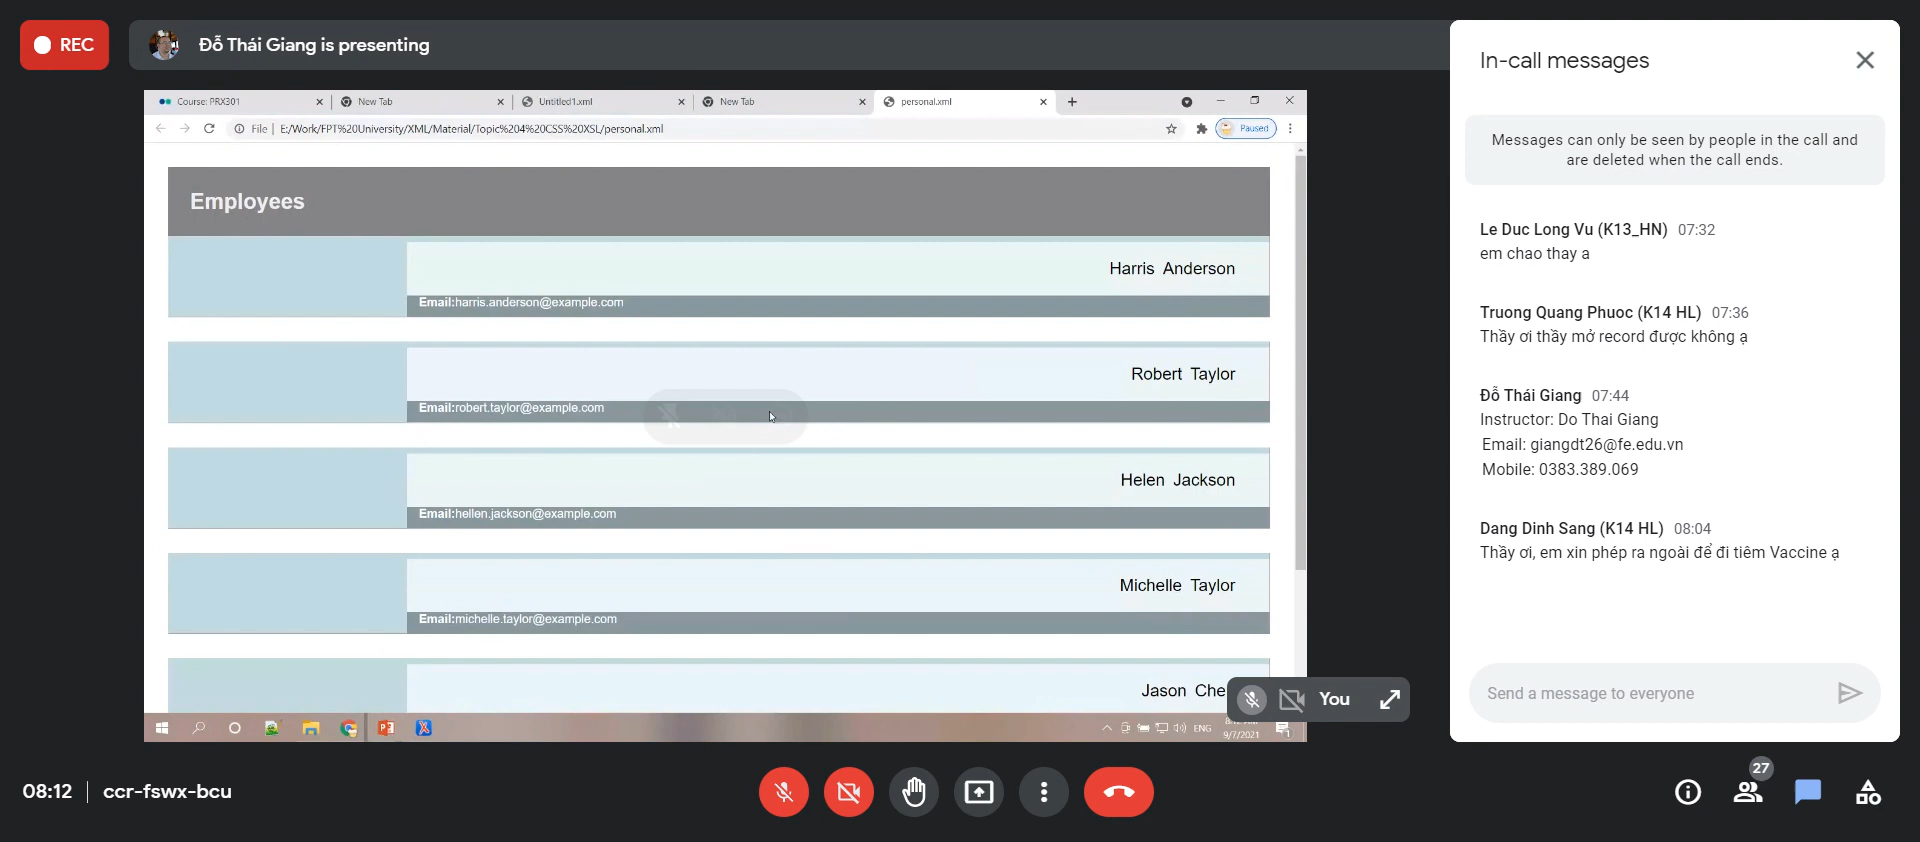 REC
Đỗ Thái Giang is presenting
Course: PRX301
New Tab
Untitled1.xml
New Tab
personal.xml
File | E:/Work/FPT%20University/XML/Material/Topic%204%20CSS%20XSL/personal.xml
Paused
Employees
Harris Anderson
Email:harris.anderson@example.com
Robert Taylor
Email:robert.taylor@example.com
Helen Jackson
Email:hellen.jackson@example.com
Michelle Taylor
Email:michelle.taylor@example.com
Jason Che
You
ENG
9/7/2021
In-call messages
Messages can only be seen by people in the call and
are deleted when the call ends.
Le Duc Long Vu (K13_HN) 07:32
em chao thay a
Truong Quang Phuoc (K14 HL) 07:36
Thầy ơi thầy mở record được không ạ
Đỗ Thái Giang 07:44
Instructor: Do Thai Giang
Email: giangdt26@fe.edu.vn
Mobile: 0383.389.069
Dang Dinh Sang (K14 HL) 08:04
Thầy ơi, em xin phép ra ngoài để đi tiêm Vaccine ạ
Send a message to everyone
08:12 | ccr-fswx-bcu
27